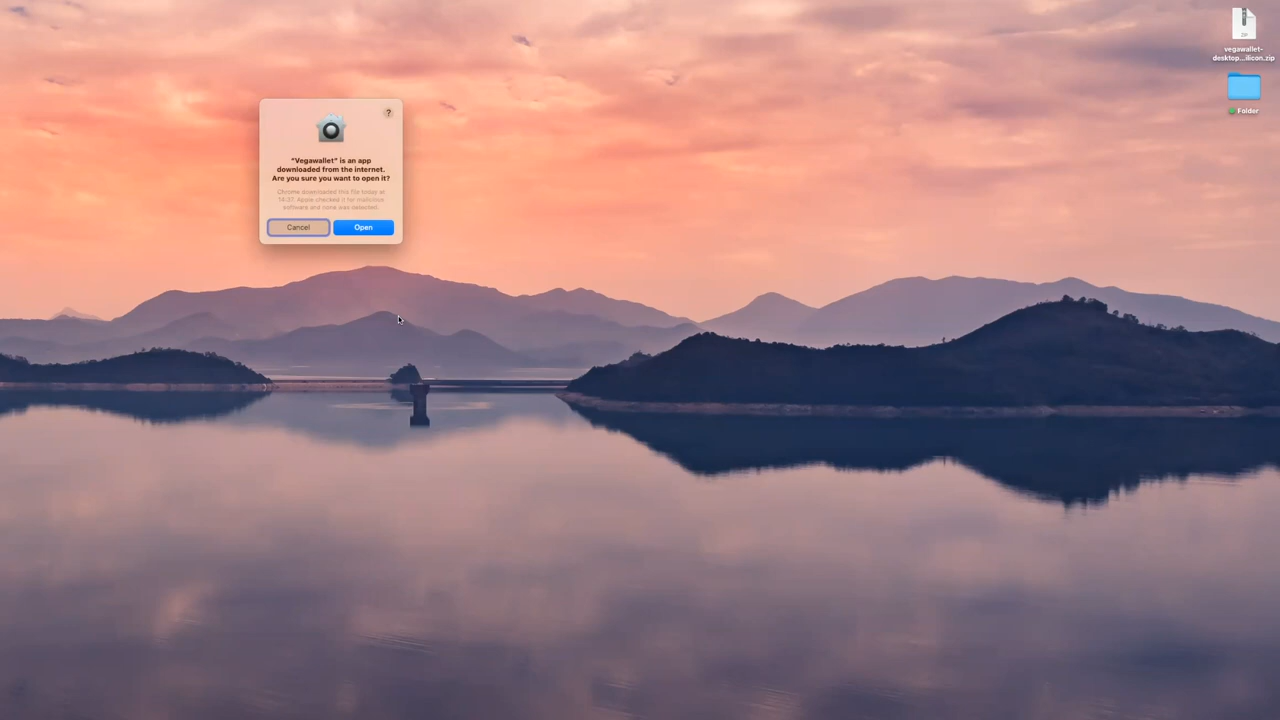 ?
"Vegawallet" is an app
downloaded from the internet.
Are you sure you want to open it?
Chrome downloaded this file today at
14:31. Apple checked it for malicious
software and none was detected.
Cancel
Open
ZIP
vegawallet-
desktop...ilicon.zip
Folder